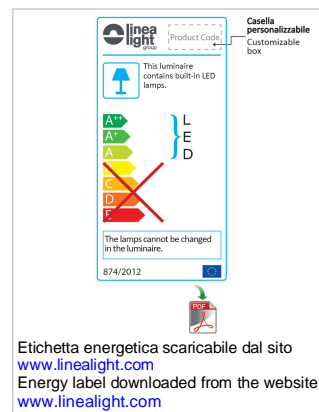 linea
light
group
Product Code
Casella
personalizzabile
Customizable
box
This luminaire
contains built-in LED
lamps.
A++
A+
A
B
C
D
E
L
E
D
The lamps cannot be changed
in the luminaire.
874/2012
PDF
Etichetta energetica scaricabile dal sito
www.linealight.com
Energy label downloaded from the website
www.linealight.com